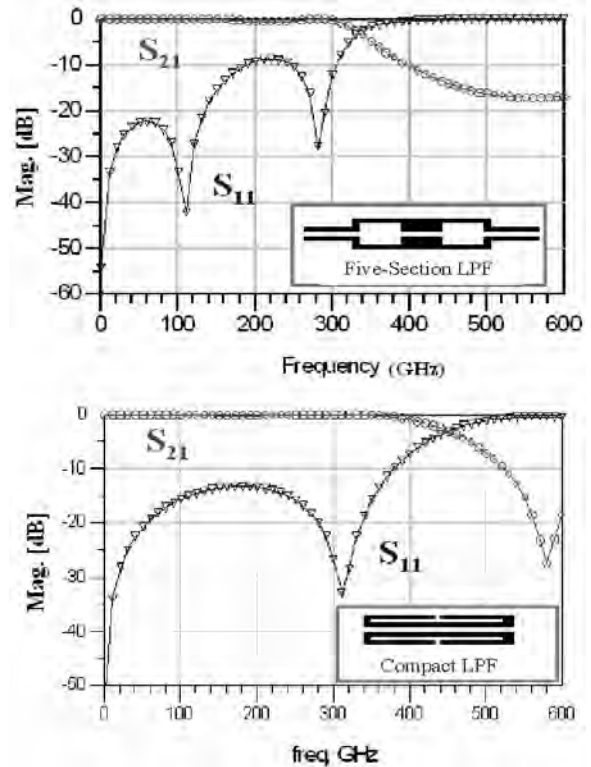 0
-10
-20
-30
-40
-50
-60
Mag. [dB]
S21
S11
Five-Section LPF
0 100 200 300 400 500 600
Frequency (GHz)
0
-10
-20
-30
-40
-50
Mag. [dB]
S21
S11
Compact LPF
0 100 200 300 400 500 600
freq, GHz